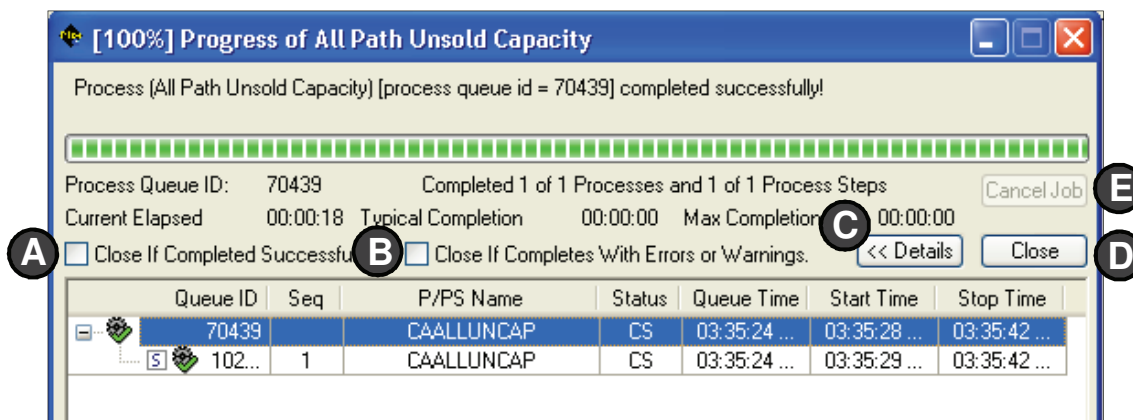 [100%] Progress of All Path Unsold Capacity
Process (All Path Unsold Capacity) [process queue id = 70439] completed successfully!
Process Queue ID: 70439 Completed 1 of 1 Processes and 1 of 1 Process Steps Cancel Job E
Current Elapsed 00:00:18 Typical Completion 00:00:00 Max Completion C 00:00:00
A Close If Completed Successfu B Close If Completes With Errors or Warnings. << Details Close D
Queue ID Seq P/PS Name Status Queue Time Start Time Stop Time
70439 CAALLUNCAP CS 03:35:24 ... 03:35:28 ... 03:35:42 ...
S 102... 1 CAALLUNCAP CS 03:35:24 ... 03:35:29 ... 03:35:42 ...